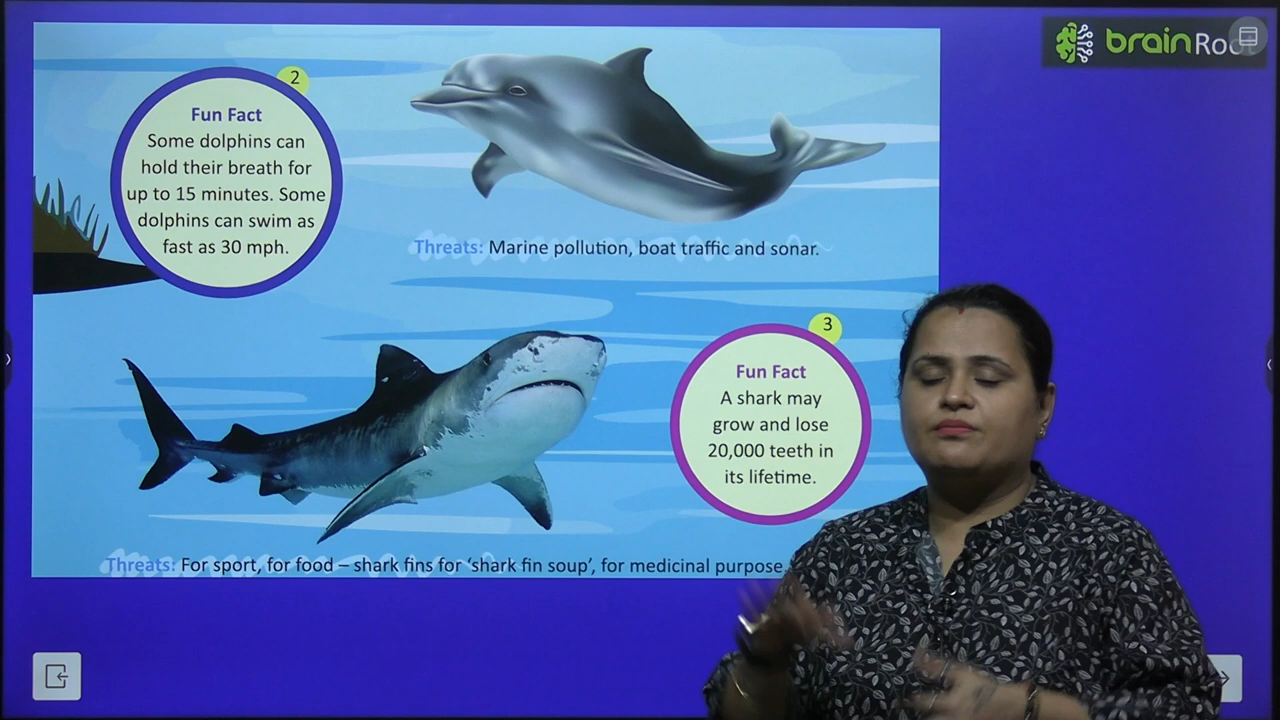 brainRo
2
Fun Fact
Some dolphins can
hold their breath for
up to 15 minutes. Some
dolphins can swim as
fast as 30 mph.
Threats: Marine pollution, boat traffic and sonar.
3
Fun Fact
A shark may
grow and lose
20,000 teeth in
its lifetime.
Threats: For sport, for food – shark fins for ‘shark fin soup’, for medicinal purpose